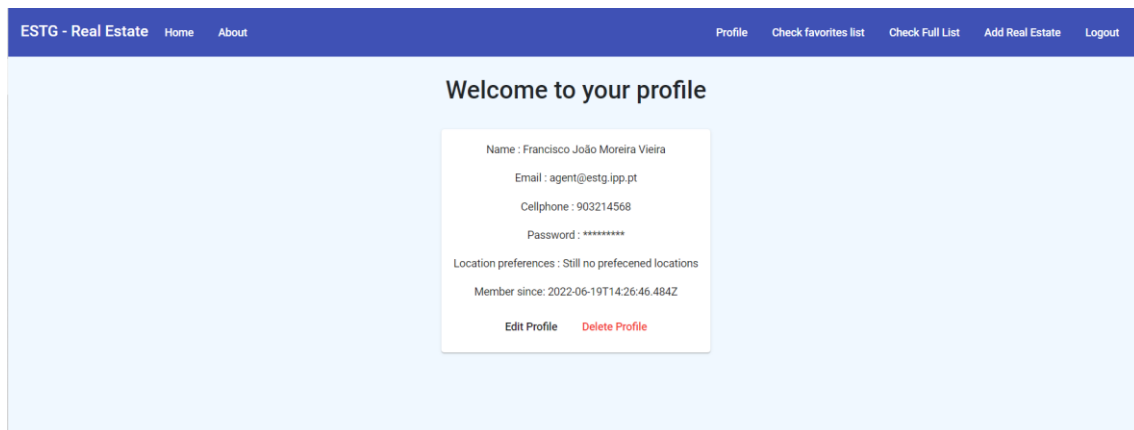 ESTG - Real Estate Home About Profile Check favorites list Check Full List Add Real Estate Logout
Welcome to your profile
Name : Francisco João Moreira Vieira
Email : agent@estg.ipp.pt
Cellphone : 903214568
Password : *********
Location preferences : Still no prefecened locations
Member since: 2022-06-19T14:26:46.484Z
Edit Profile Delete Profile